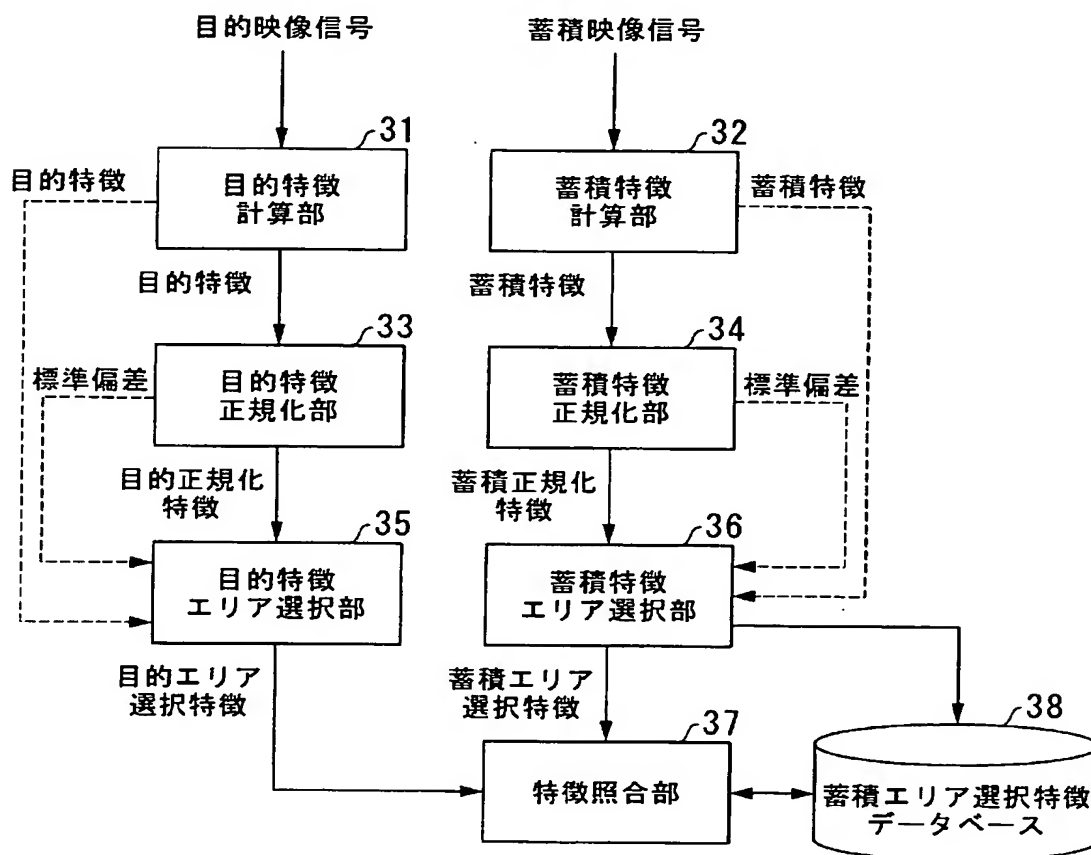 目的映像信号
蓄積映像信号
31
32
目的特徴
目的特徴
計算部
蓄積特徴
計算部
蓄積特徴
目的特徴
蓄積特徴
33
34
標準偏差
目的特徴
正規化部
蓄積特徴
正規化部
標準偏差
目的正規化
特徴
蓄積正規化
特徴
35
36
目的特徴
エリア選択部
蓄積特徴
エリア選択部
目的エリア
選択特徴
蓄積エリア
選択特徴
37
38
特徴照合部
蓄積エリア選択特徴
データベース